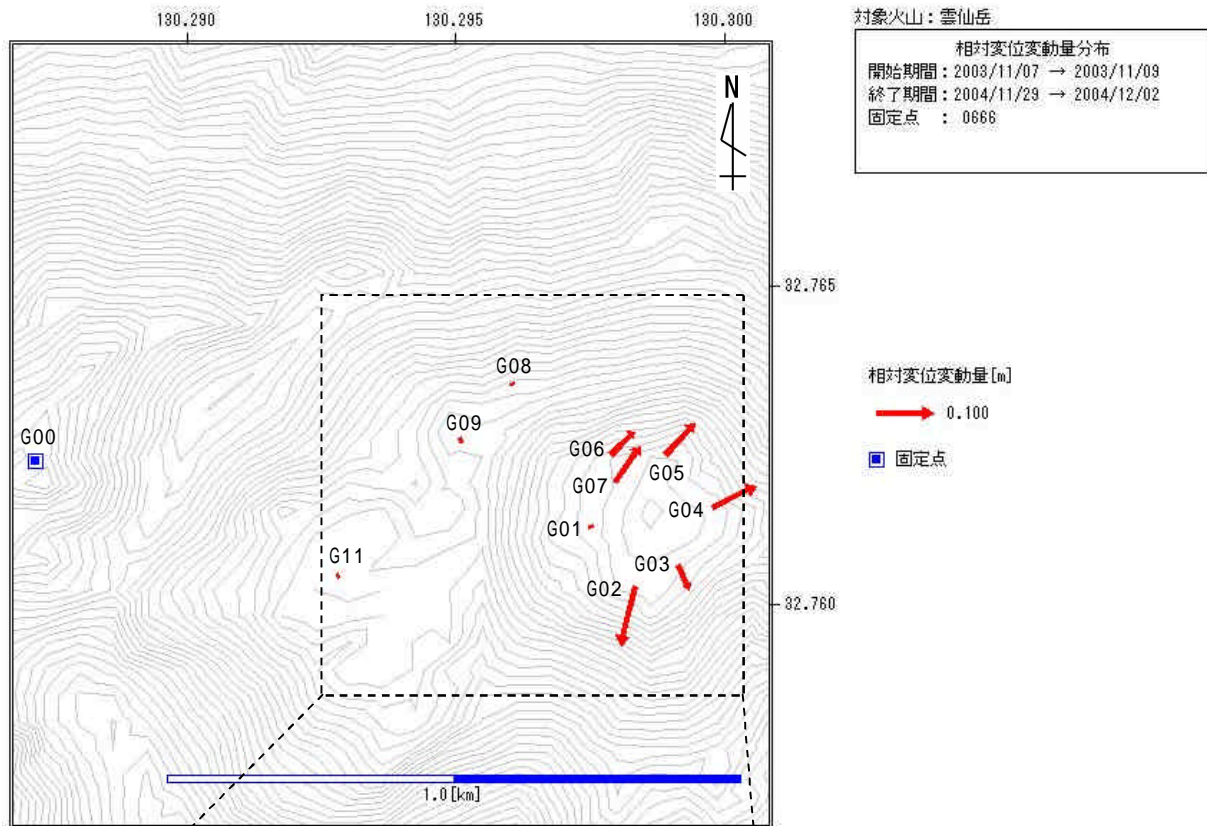 130.290
130.295
130.300
対象火山：雲仙岳
相対変位変動量分布
開始期間：2003/11/07 → 2003/11/09
終了期間：2004/11/29 → 2004/12/02
固定点 ： 0666
N
32.765
G08
相対変位変動量[m]
0.100
G09
G00
G06
G05
固定点
G07
G04
G01
G11
G03
G02
32.760
1.0[km]